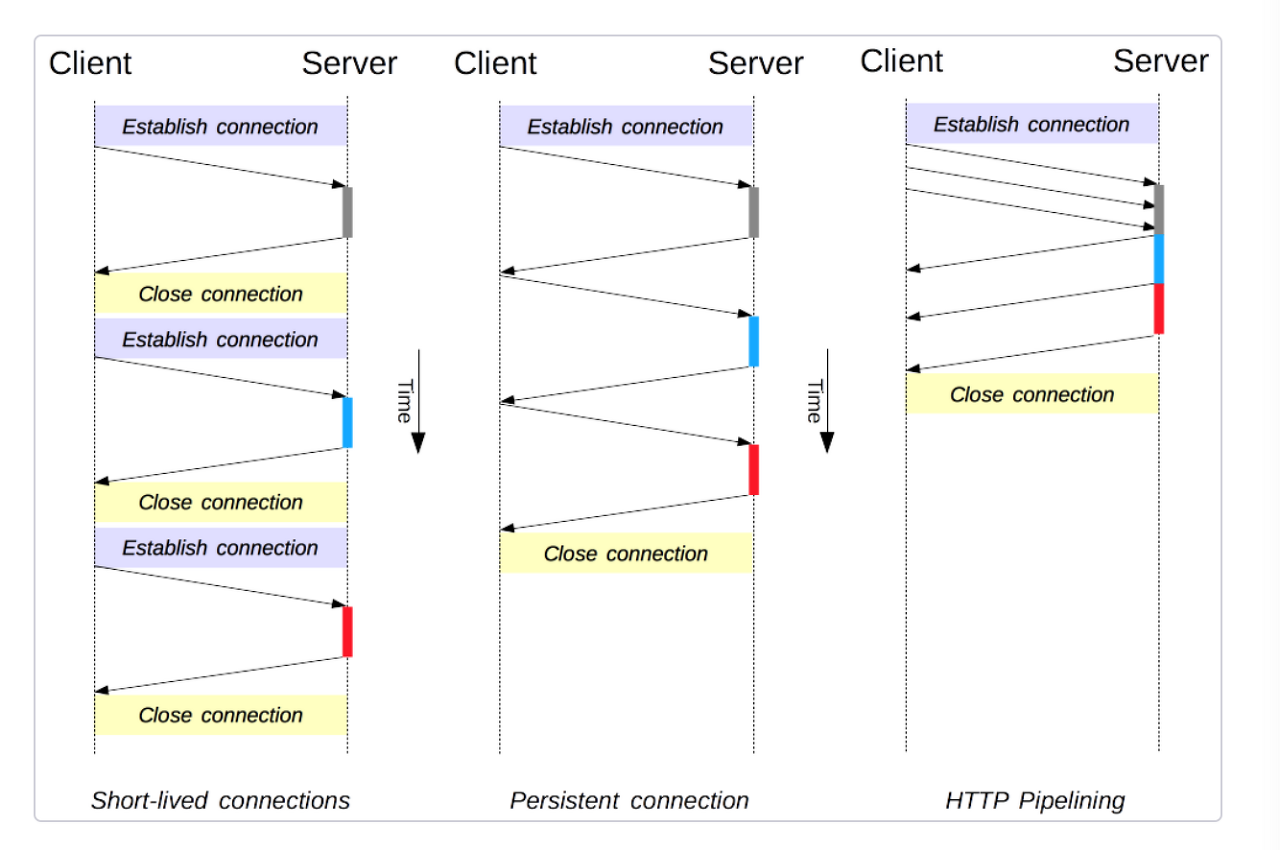 Client Server Client Server Client Server
Establish connection
Close connection
Establish connection
Close connection
Establish connection
Close connection
Short-lived connections
Time
Establish connection
Close connection
Persistent connection
Time
Establish connection
Close connection
HTTP Pipelining